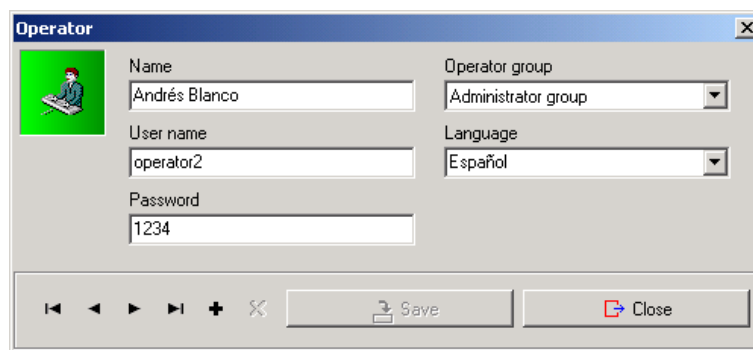 Operator
Name
Andrés Blanco
Operator group
Administrator group
User name
operator2
Language
Español
Password
1234
Save
Close